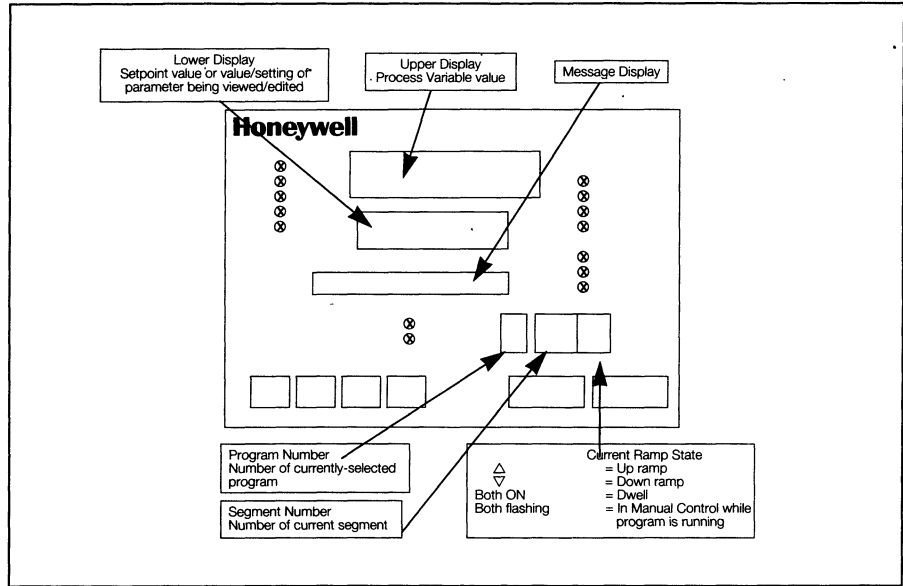 Lower Display
Setpoint value or value/setting of
parameter being viewed/edited
Upper Display
Process Variable value
Message Display
Honeywell
Program Number
Number of currently-selected
program
Segment Number
Number of current segment
Current Ramp State
△ = Up ramp
▽ = Down ramp
Both ON = Dwell
Both flashing = In Manual Control while
program is running